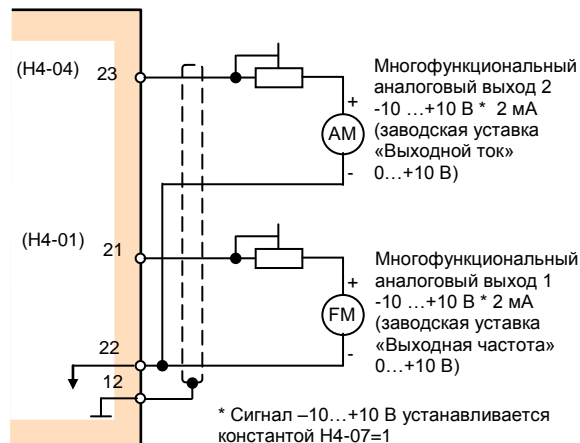 (H4-04)
23
Многофункциональный
аналоговый выход 2
-10 ...+10 В * 2 мА
(заводская уставка
«Выходной ток»
0...+10 В)
+
AM
-
(H4-01)
21
Многофункциональный
аналоговый выход 1
-10 ...+10 В * 2 мА
(заводская уставка
«Выходная частота»
0...+10 В)
+
FM
-
22
12
* Сигнал –10...+10 В устанавливается
константой H4-07=1